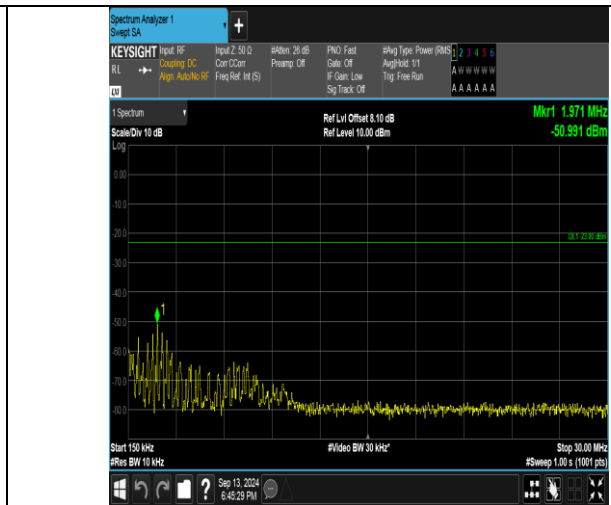 Spectrum Analyzer 1
Swept SA
+
KEYSIGHT Input: RF Input Z: 50 Ω #Atten: 26 dB PNO: Fast #Avg Type: Power (RMS 1 2 3 4 5 6
RL Coupling: DC Corr CCorr Preamp: Off Gate: Off Avg|Hold: 1/1 A W W W W W
Align: Auto/No RF Freq Ref: Int (S) IF Gain: Low Trig: Free Run
Sig Track: Off A A A A A A
LXI
1 Spectrum Ref Lvl Offset 8.10 dB Mkr1 1.971 MHz
Scale/Div 10 dB Ref Level 10.00 dBm -50.991 dBm
Log
0.00
-10.0
-20.0
DL1 -23.00 dBm
-30.0
-40.0
1
-50.0
-60.0
-70.0
-80.0
Start 150 kHz #Video BW 30 kHz* Stop 30.00 MHz
#Res BW 10 kHz #Sweep 1.00 s (1001 pts)
? Sep 13, 2024
6:45:29 PM